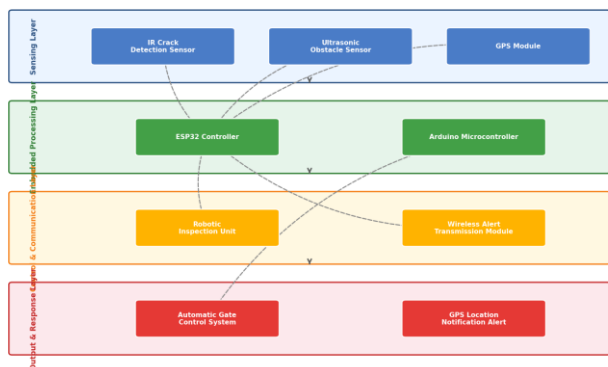 Sensing Layer
IR Crack
Detection Sensor
Ultrasonic
Obstacle Sensor
GPS Module
Embedded Processing Layer
ESP32 Controller
Arduino Microcontroller
& Communication
Robotic
Inspection Unit
Wireless Alert
Transmission Module
Output & Response Layer
Automatic Gate
Control System
GPS Location
Notification Alert